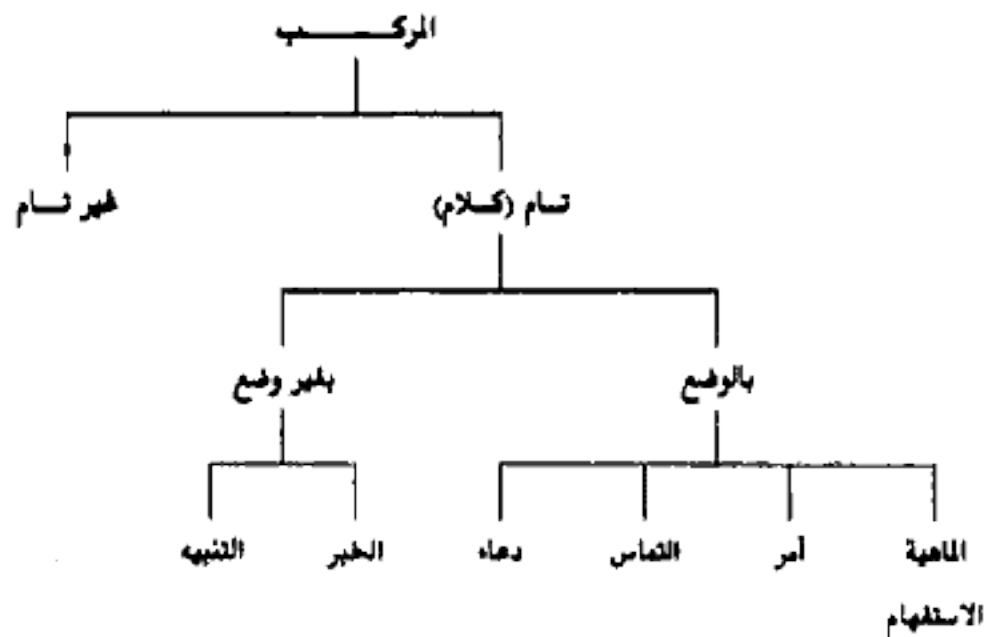 المركب
تام (كلام)
غير تام
بالوضع
بغير وضع
الماهية
أمر
التماس
دعاء
الخبر
التنبيه
الاستفهام